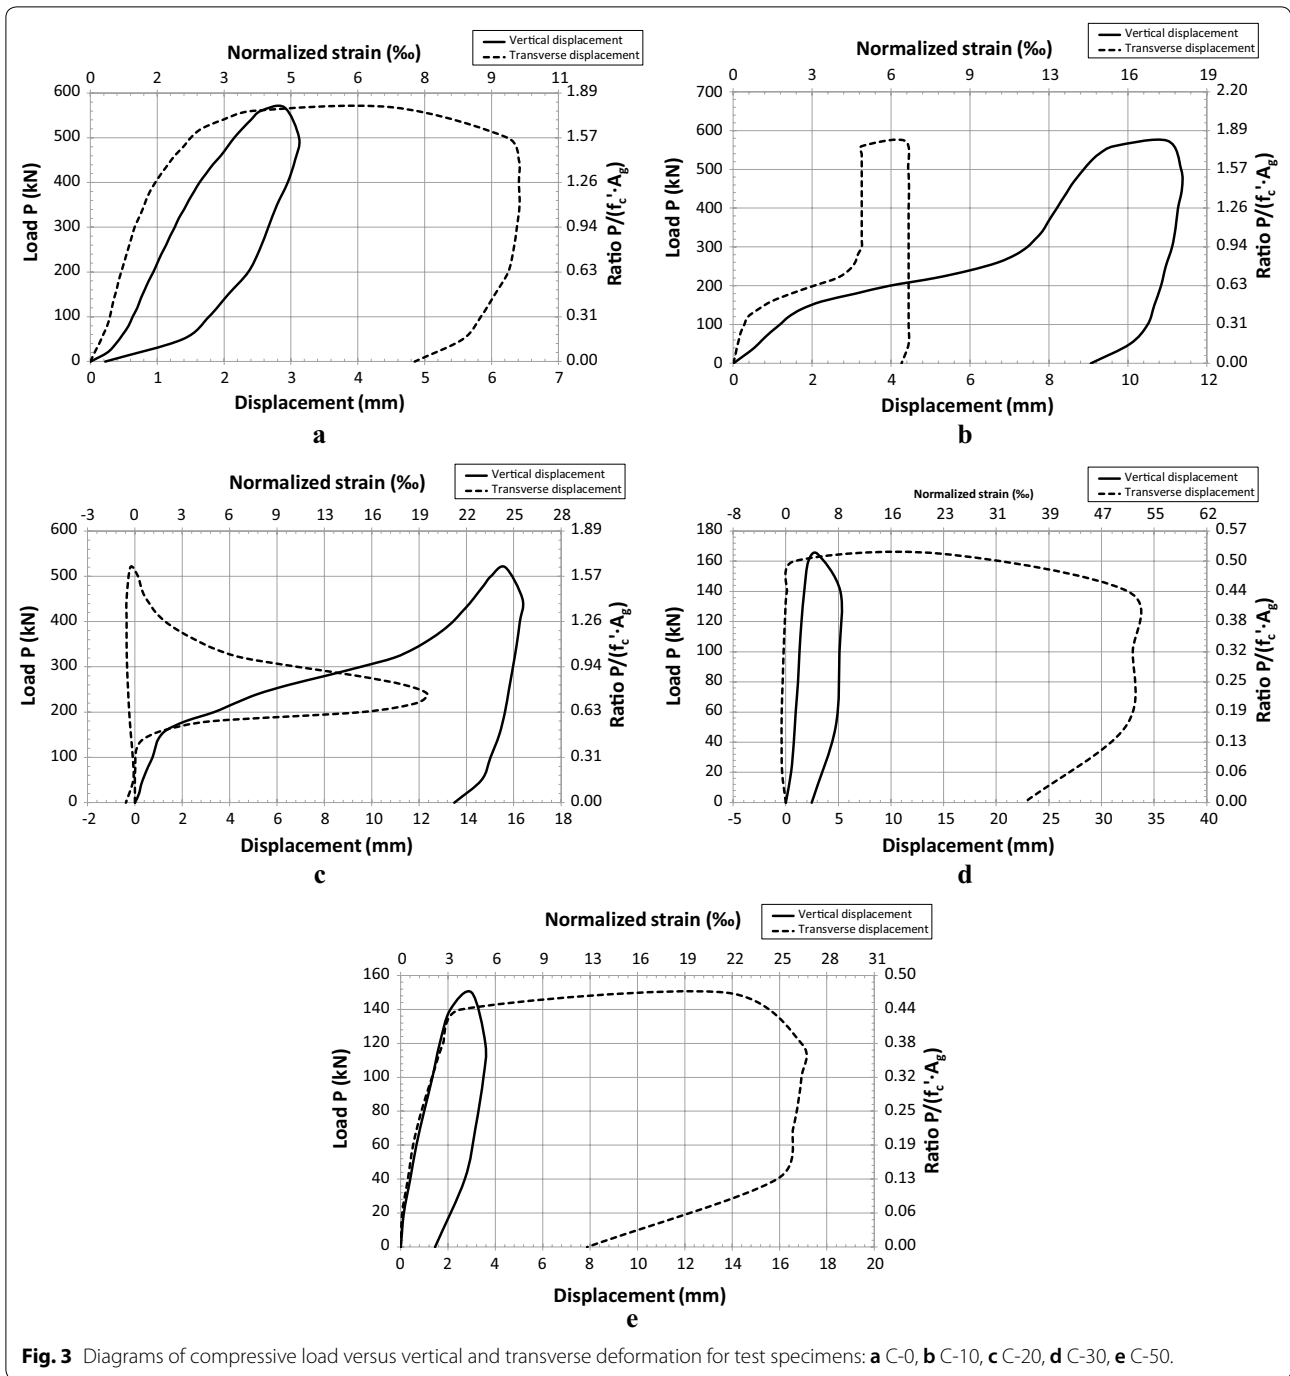 Normalized strain (‰)
Vertical displacement
Transverse displacement
0 2 3 5 6 8 9 11
600 500 400 300 200 100 0
Load P (kN)
1.89 1.57 1.26 0.94 0.63 0.31 0.00
Ratio P/(fc'·Ag)
0 1 2 3 4 5 6 7
Displacement (mm)
a
Normalized strain (‰)
Vertical displacement
Transverse displacement
0 3 6 9 13 16 19
700 600 500 400 300 200 100 0
Load P (kN)
2.20 1.89 1.57 1.26 0.94 0.63 0.31 0.00
Ratio P/(fc'·Ag)
0 2 4 6 8 10 12
Displacement (mm)
b
Normalized strain (‰)
Vertical displacement
Transverse displacement
-3 0 3 6 9 13 16 19 22 25 28
600 500 400 300 200 100 0
Load P (kN)
1.89 1.57 1.26 0.94 0.63 0.31 0.00
Ratio P/(fc'·Ag)
-2 0 2 4 6 8 10 12 14 16 18
Displacement (mm)
c
Normalized strain (‰)
Vertical displacement
Transverse displacement
-8 0 8 16 23 31 39 47 55 62
180 160 140 120 100 80 60 40 20 0
Load P (kN)
0.57 0.50 0.44 0.38 0.32 0.25 0.19 0.13 0.06 0.00
Ratio P/(fc'·Ag)
-5 0 5 10 15 20 25 30 35 40
Displacement (mm)
d
Normalized strain (‰)
Vertical displacement
Transverse displacement
0 3 6 9 13 16 19 22 25 28 31
160 140 120 100 80 60 40 20 0
Load P (kN)
0.50 0.44 0.38 0.32 0.25 0.19 0.13 0.06 0.00
Ratio P/(fc'·Ag)
0 2 4 6 8 10 12 14 16 18 20
Displacement (mm)
e
Fig. 3 Diagrams of compressive load versus vertical and transverse deformation for test specimens: a C-0, b C-10, c C-20, d C-30, e C-50.